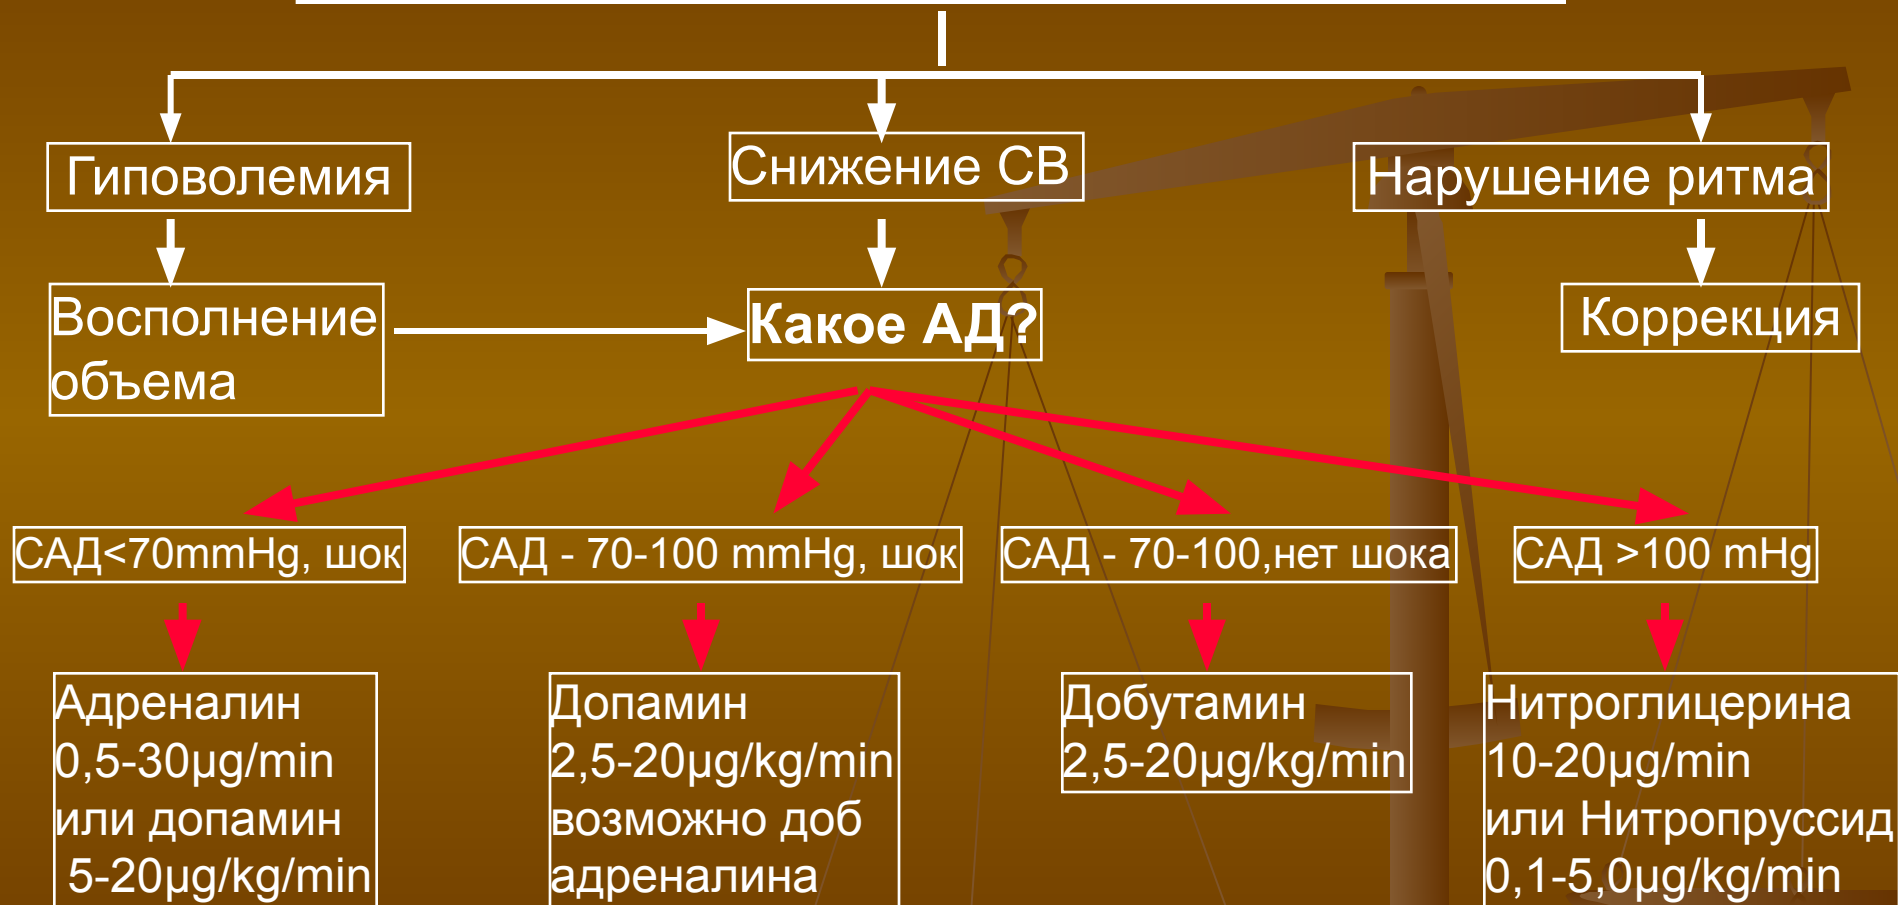 Гиповолемия
Снижение СВ
Нарушение ритма
Восполнение
объема
Какое АД?
Коррекция
САД<70mmHg, шок
САД - 70-100 mmHg, шок
САД - 70-100,нет шока
САД >100 mHg
Адреналин
0,5-30µg/min
или допамин
5-20µg/kg/min
Допамин
2,5-20µg/kg/min
возможно доб
адреналина
Добутамин
2,5-20µg/kg/min
Нитроглицерина
10-20µg/min
или Нитропруссид
0,1-5,0µg/kg/min